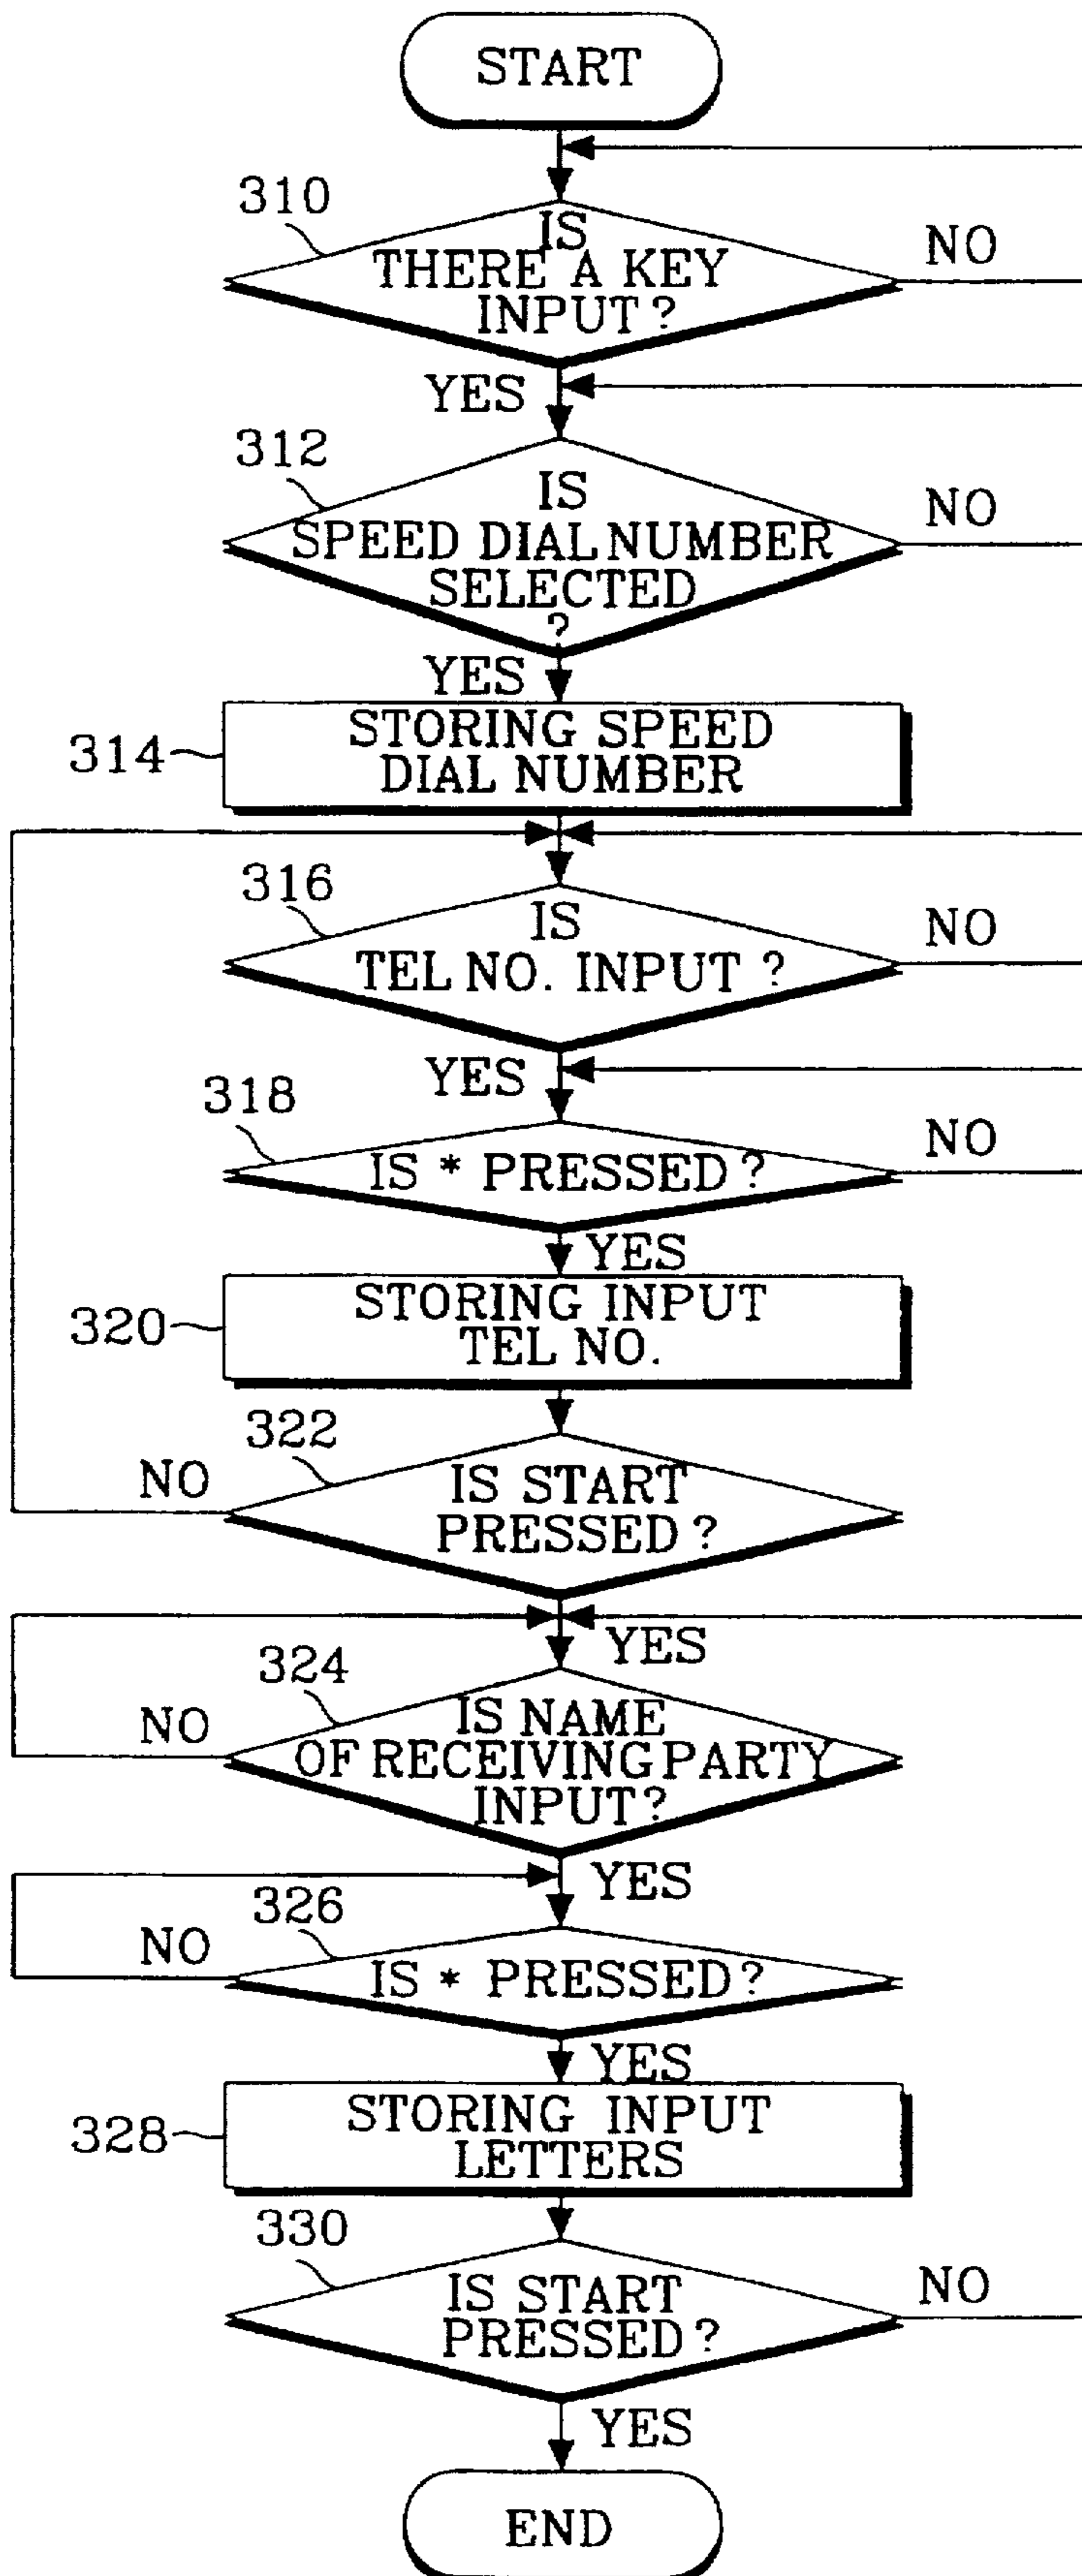 START
310
IS
THERE A KEY
INPUT?
NO
YES
312
IS
SPEED DIAL NUMBER
SELECTED
?
NO
YES
314
STORING SPEED
DIAL NUMBER
316
IS
TEL NO. INPUT ?
NO
YES
318
IS * PRESSED?
NO
YES
320
STORING INPUT
TEL NO.
322
NO
IS START
PRESSED?
YES
324
NO
IS NAME
OF RECEIVING PARTY
INPUT?
YES
326
NO
IS * PRESSED?
YES
328
STORING INPUT
LETTERS
330
IS START
PRESSED?
NO
YES
END